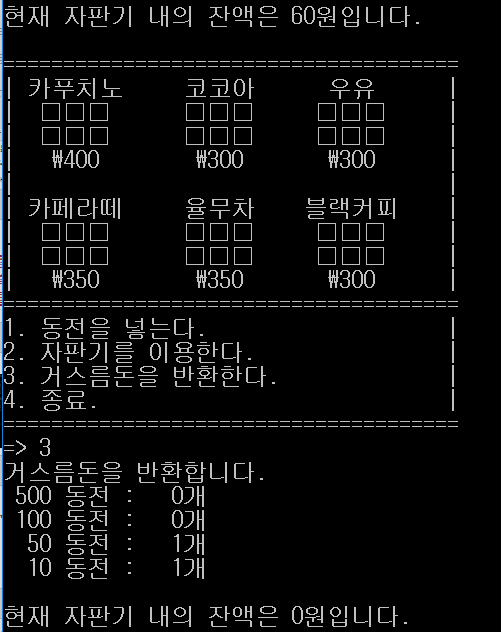 현재 자판기 내의 잔액은 60원입니다.
======================================
| 카푸치노 코코아 우유 |
| □□□ □□□ □□□ |
| □□□ □□□ □□□ |
| ₩400 ₩300 ₩300 |
| |
| 카페라떼 율무차 블랙커피 |
| □□□ □□□ □□□ |
| □□□ □□□ □□□ |
| ₩350 ₩350 ₩300 |
======================================
1. 동전을 넣는다. |
2. 자판기를 이용한다. |
3. 거스름돈을 반환한다. |
4. 종료. |
======================================
=> 3
거스름돈을 반환합니다.
500 동전 : 0개
100 동전 : 0개
50 동전 : 1개
10 동전 : 1개
현재 자판기 내의 잔액은 0원입니다.